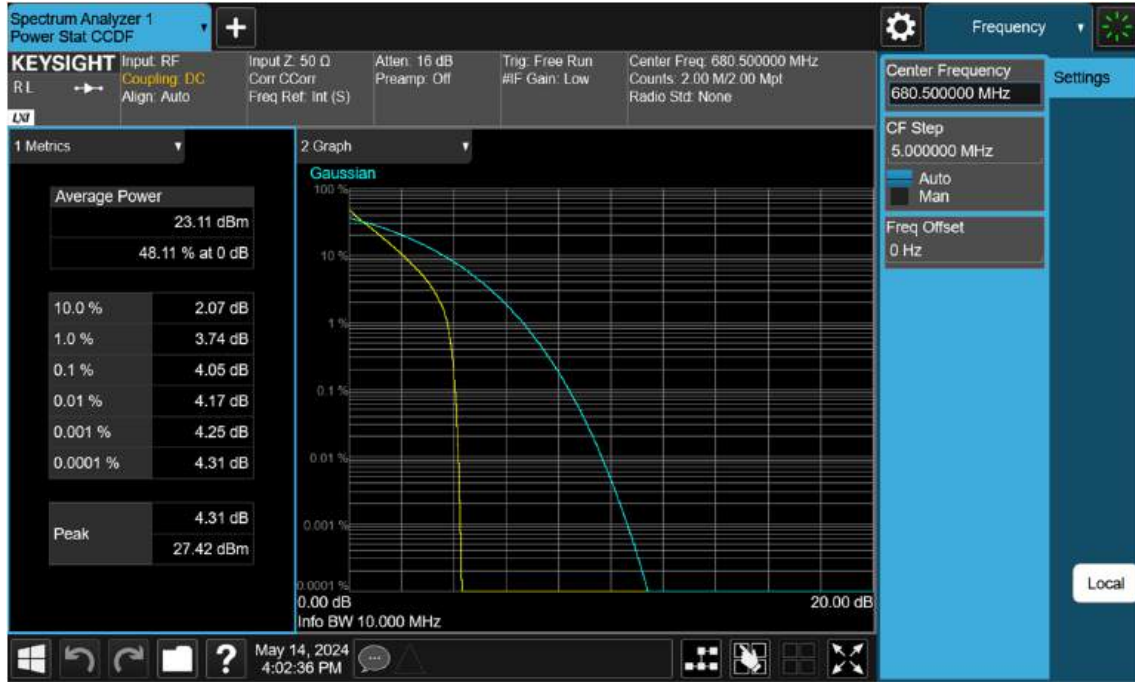 Spectrum Analyzer 1
Power Stat CCDF
Frequency
KEYSIGHT
RL
LXI
Input: RF
Coupling: DC
Align: Auto
Input Z: 50 Ω
Corr CCorr
Freq Ref: Int (S)
Atten: 16 dB
Preamp: Off
Trig: Free Run
#IF Gain: Low
Center Freq: 680.500000 MHz
Counts: 2.00 M/2.00 Mpt
Radio Std: None
Center Frequency
680.500000 MHz
Settings
CF Step
5.000000 MHz
Auto
Man
Freq Offset
0 Hz
1 Metrics
Average Power
23.11 dBm
48.11 % at 0 dB
10.0 % 2.07 dB
1.0 % 3.74 dB
0.1 % 4.05 dB
0.01 % 4.17 dB
0.001 % 4.25 dB
0.0001 % 4.31 dB
Peak 4.31 dB
27.42 dBm
2 Graph
Gaussian
100 %
10 %
1 %
0.1 %
0.01 %
0.001 %
0.0001 %
0.00 dB 20.00 dB
Info BW 10.000 MHz
Local
?
May 14, 2024
4:02:36 PM